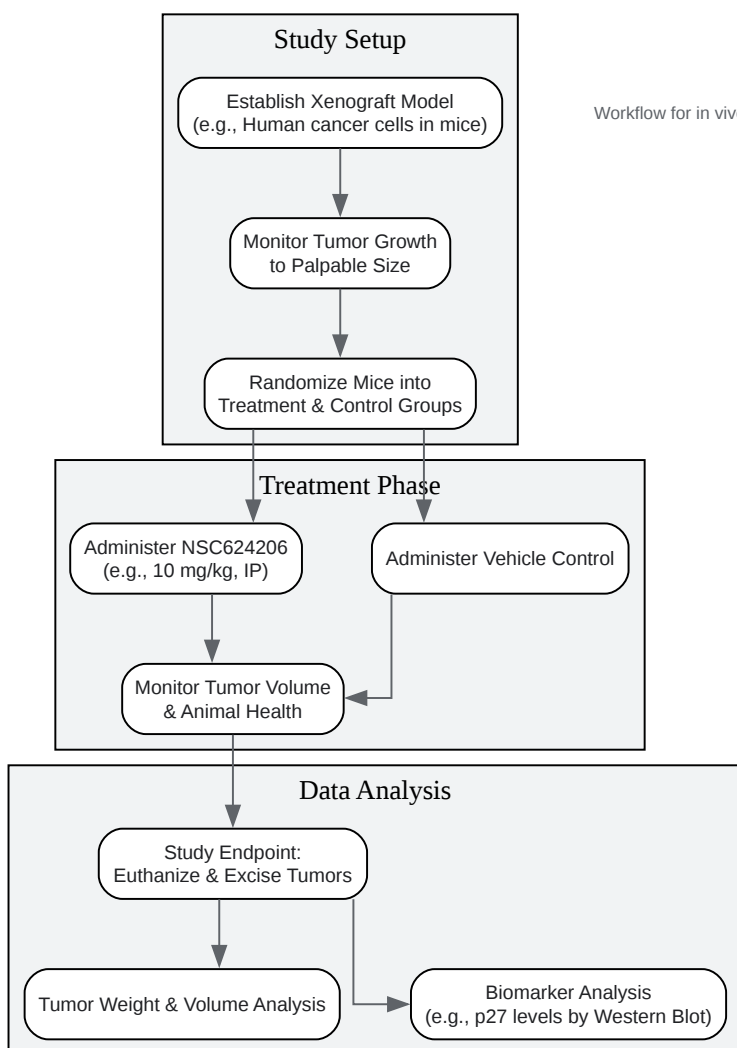 Study Setup
Establish Xenograft Model
(e.g., Human cancer cells in mice)
Workflow for in viv
Monitor Tumor Growth
to Palpable Size
Randomize Mice into
Treatment & Control Groups
Treatment Phase
Administer NSC624206
(e.g., 10 mg/kg, IP)
Administer Vehicle Control
Monitor Tumor Volume
& Animal Health
Data Analysis
Study Endpoint:
Euthanize & Excise Tumors
Tumor Weight & Volume Analysis
Biomarker Analysis
(e.g., p27 levels by Western Blot)